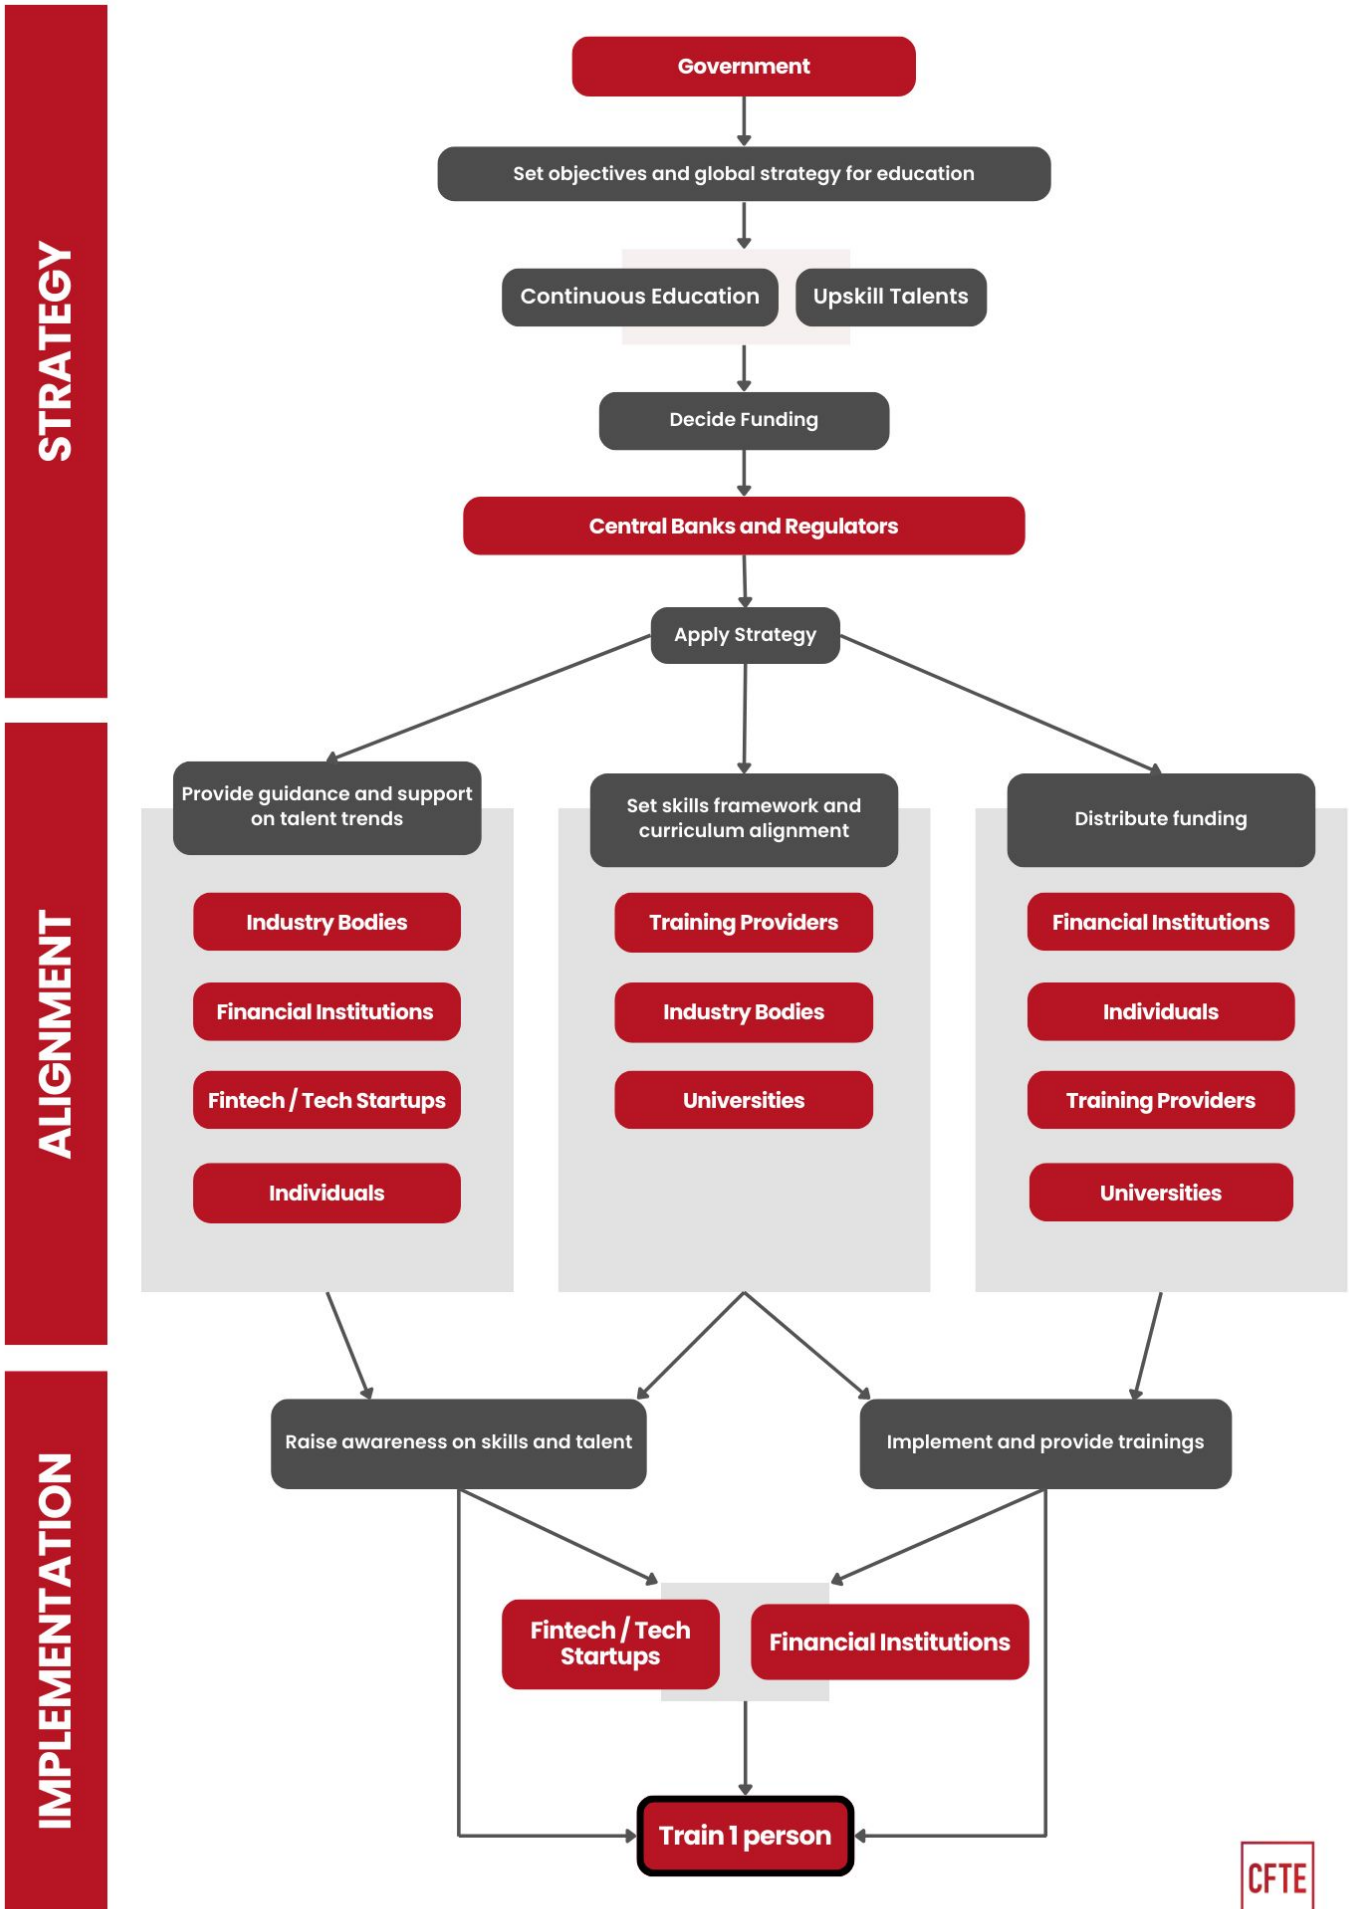 STRATEGY
Government
Set objectives and global strategy for education
Continuous Education
Upskill Talents
Decide Funding
Central Banks and Regulators
Apply Strategy
ALIGNMENT
Provide guidance and support
on talent trends
Industry Bodies
Financial Institutions
Fintech / Tech Startups
Individuals
Set skills framework and
curriculum alignment
Training Providers
Industry Bodies
Universities
Distribute funding
Financial Institutions
Individuals
Training Providers
Universities
IMPLEMENTATION
Raise awareness on skills and talent
Implement and provide trainings
Fintech / Tech
Startups
Financial Institutions
Train 1 person
CFTE